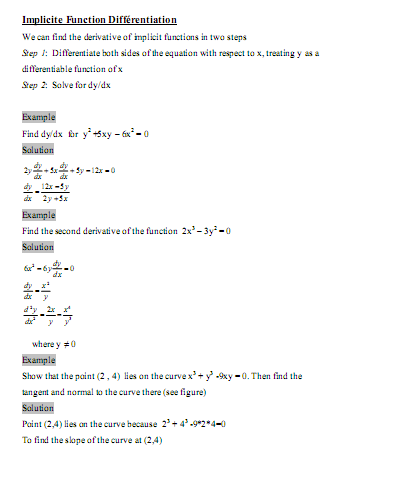 Implicite Function Differentiation
We can find the derivative of implicit functions in two steps
Step 1: Differentiate both sides of the equation with respect to x, treating y as a
differentiable function of x
Step 2: Solve for dy/dx
Example
Find dy/dx for y² +5xy – 6x² = 0
Solution
2y dy/dx + 5x dy/dx + 5y – 12x = 0
dy/dx = (12x – 5y)/(2y + 5x)
Example
Find the second derivative of the function 2x³ – 3y² = 0
Solution
6x² – 6y dy/dx = 0
dy/dx = x²/y
d²y/dx² = 2x/y – x⁴/y³
where y ≠ 0
Example
Show that the point (2 , 4) lies on the curve x³ + y³ -9xy = 0. Then find the
tangent and normal to the curve there (see figure)
Solution
Point (2,4) lies on the curve because 2³ + 4³ -9*2*4=0
To find the slope of the curve at (2,4)